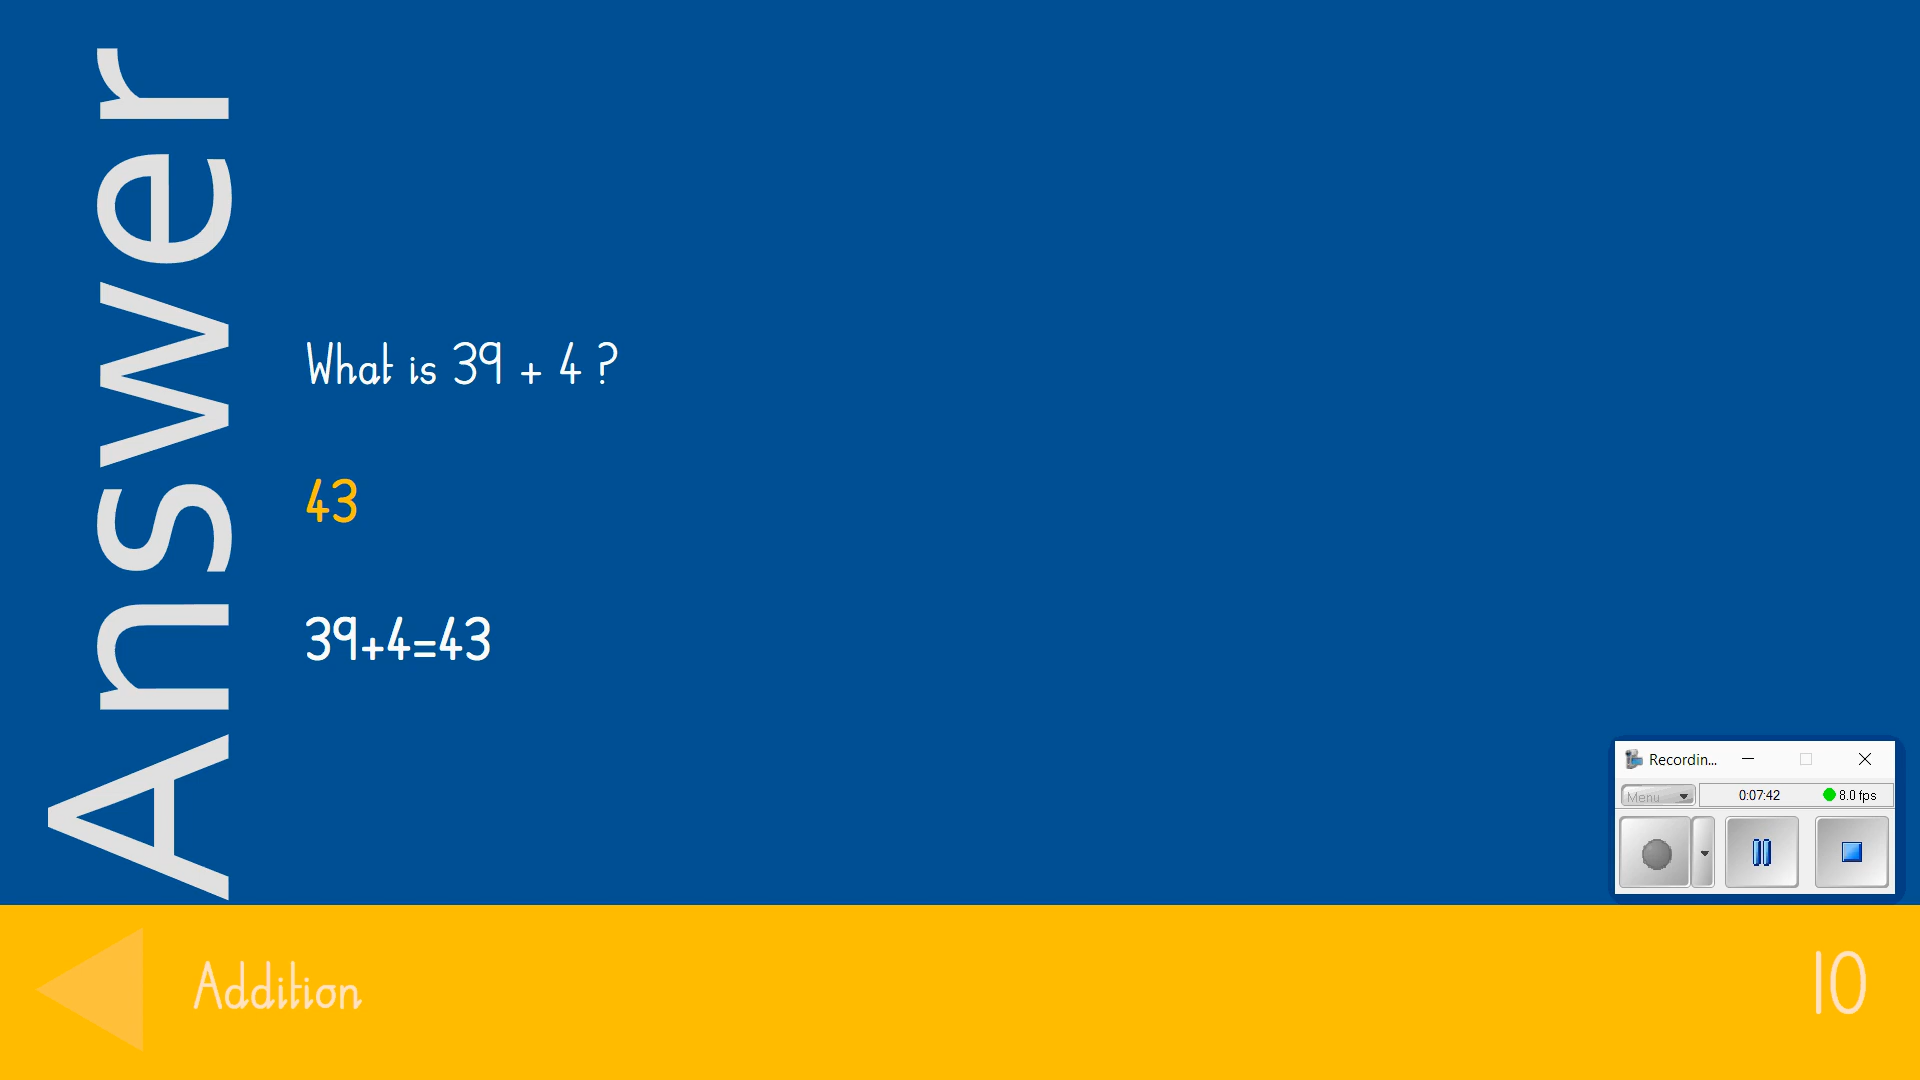 Answer
What is 39 + 4 ?
43
39+4=43
Recordin...
Menu
0:07:42
8.0 fps
Addition
10